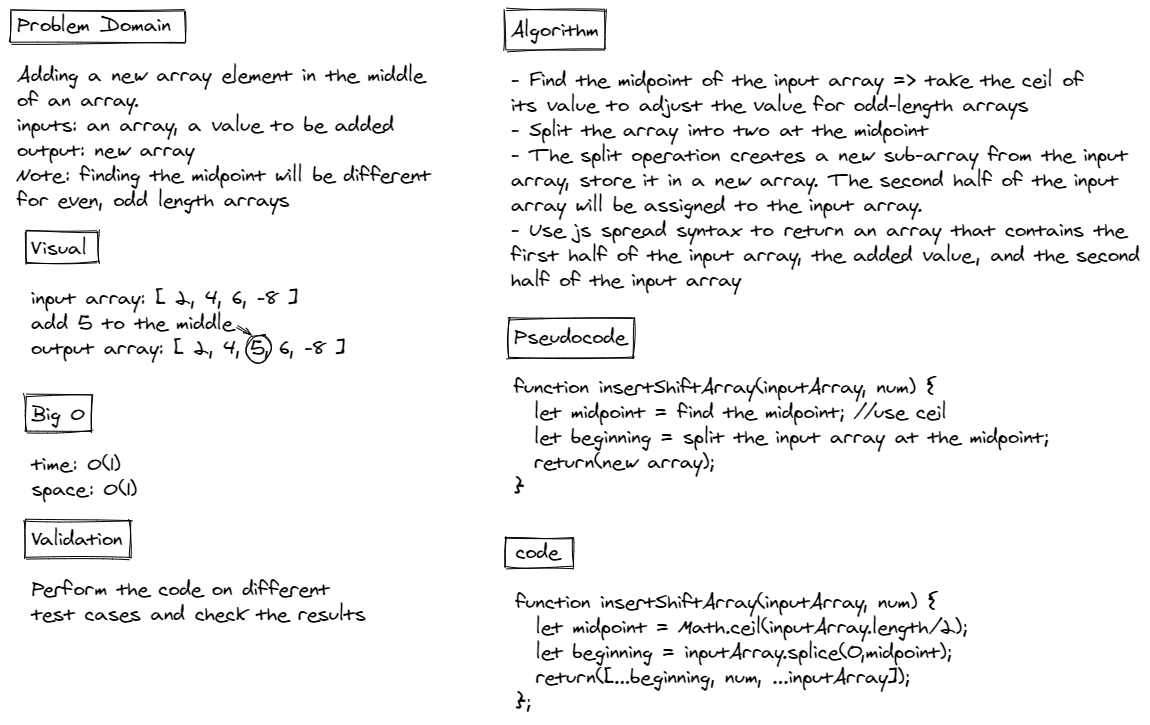 Problem Domain
Adding a new array element in the middle
of an array.
inputs: an array, a value to be added
output: new array
Note: finding the midpoint will be different
for even, odd length arrays
Visual
input array: [ 2, 4, 6, -8 ]
add 5 to the middle
output array: [ 2, 4, 5, 6, -8 ]
Big O
time: O(1)
space: O(1)
Validation
Perform the code on different
test cases and check the results
Algorithm
- Find the midpoint of the input array => take the ceil of
its value to adjust the value for odd-length arrays
- Split the array into two at the midpoint
- The split operation creates a new sub-array from the input
array, store it in a new array. The second half of the input
array will be assigned to the input array.
- Use js spread syntax to return an array that contains the
first half of the input array, the added value, and the second
half of the input array
Pseudocode
function insertShiftArray(inputArray, num) {
let midpoint = find the midpoint; //use ceil
let beginning = split the input array at the midpoint;
return(new array);
}
code
function insertShiftArray(inputArray, num) {
let midpoint = Math.ceil(inputArray.length/2);
let beginning = inputArray.splice(0,midpoint);
return([...beginning, num, ...inputArray]);
};